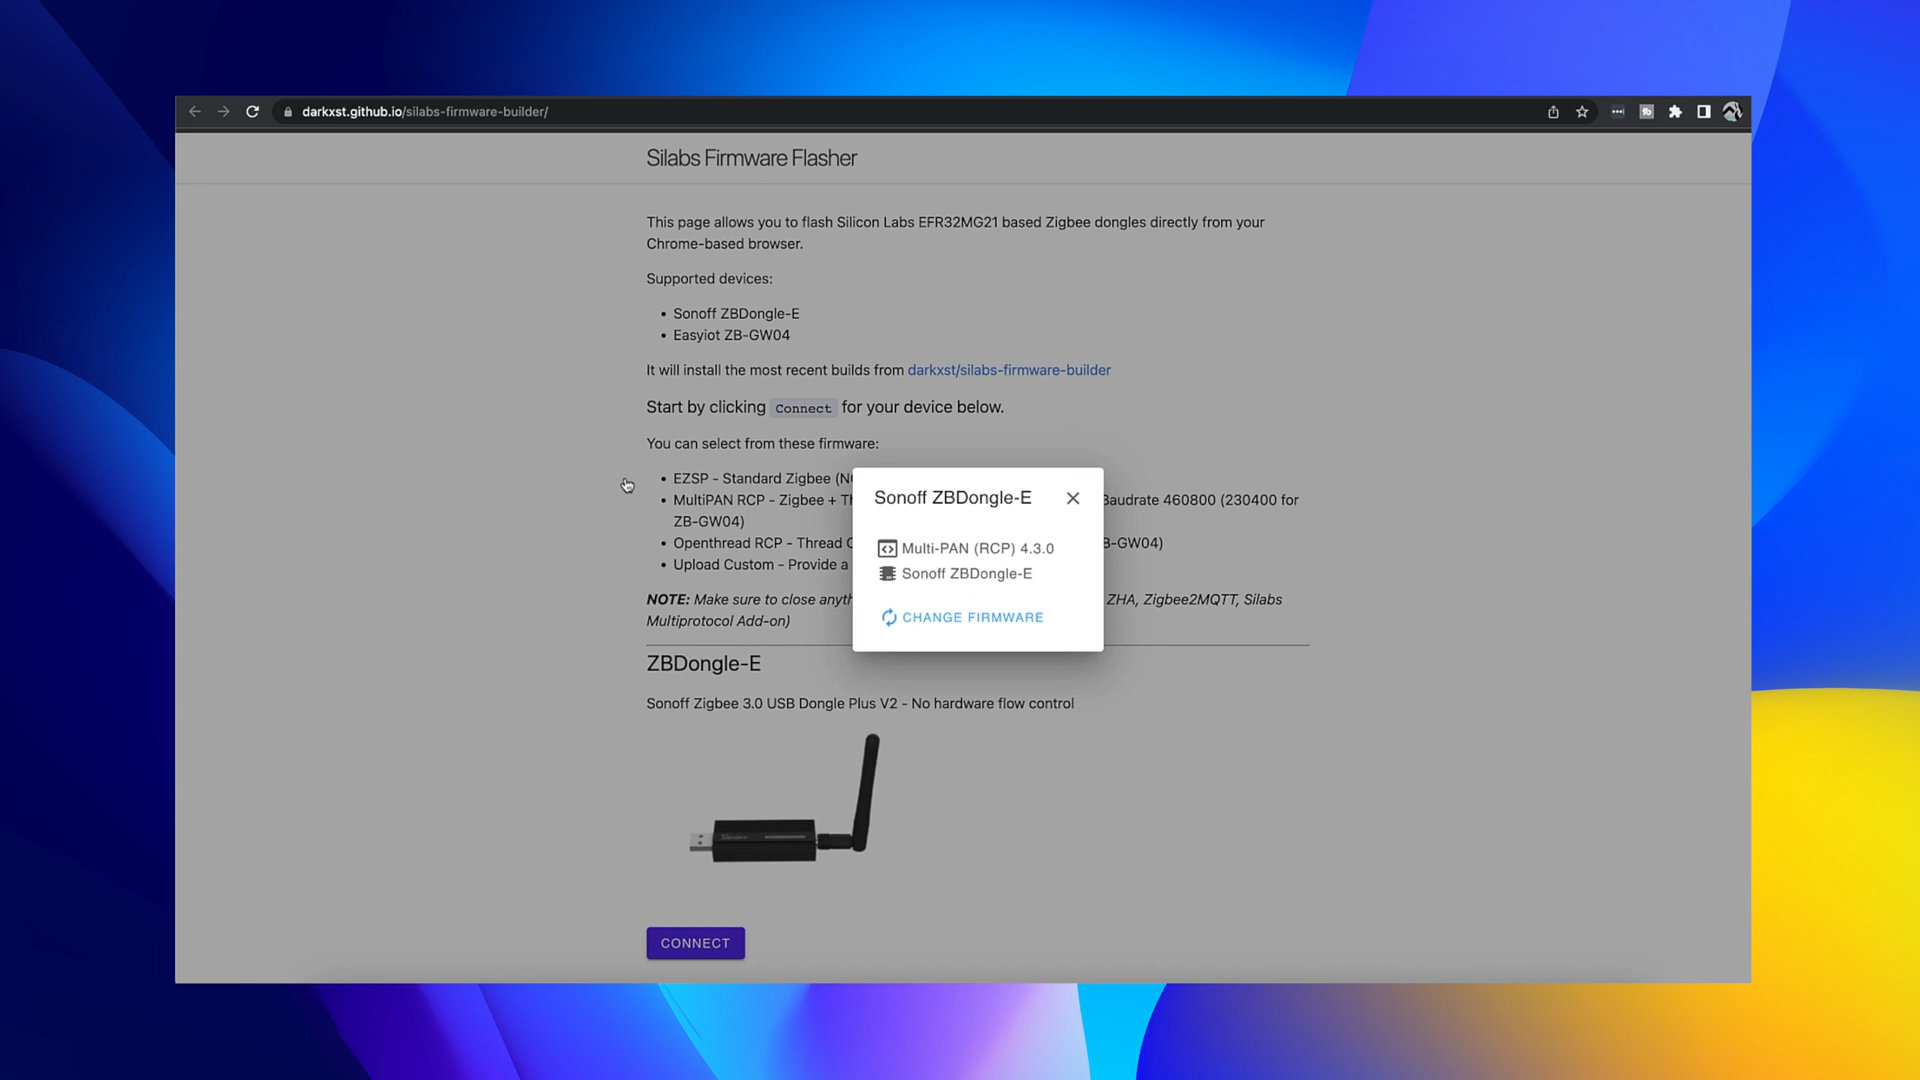 darkxst.github.io/silabs-firmware-builder/
Silabs Firmware Flasher
This page allows you to flash Silicon Labs EFR32MG21 based Zigbee dongles directly from your
Chrome-based browser.
Supported devices:
• Sonoff ZBDongle-E
• Easyiot ZB-GW04
It will install the most recent builds from darkxst/silabs-firmware-builder
Start by clicking Connect for your device below.
You can select from these firmware:
• EZSP - Standard Zigbee
• MultiPAN RCP - Zigbee + Baudrate 460800 (230400 for
ZB-GW04)
• Openthread RCP - Thread B-GW04)
• Upload Custom - Provide a
NOTE: Make sure to close ZHA, Zigbee2MQTT, Silabs
Multiprotocol Add-on)
Sonoff ZBDongle-E
Multi-PAN (RCP) 4.3.0
Sonoff ZBDongle-E
CHANGE FIRMWARE
ZBDongle-E
Sonoff Zigbee 3.0 USB Dongle Plus V2 - No hardware flow control
CONNECT